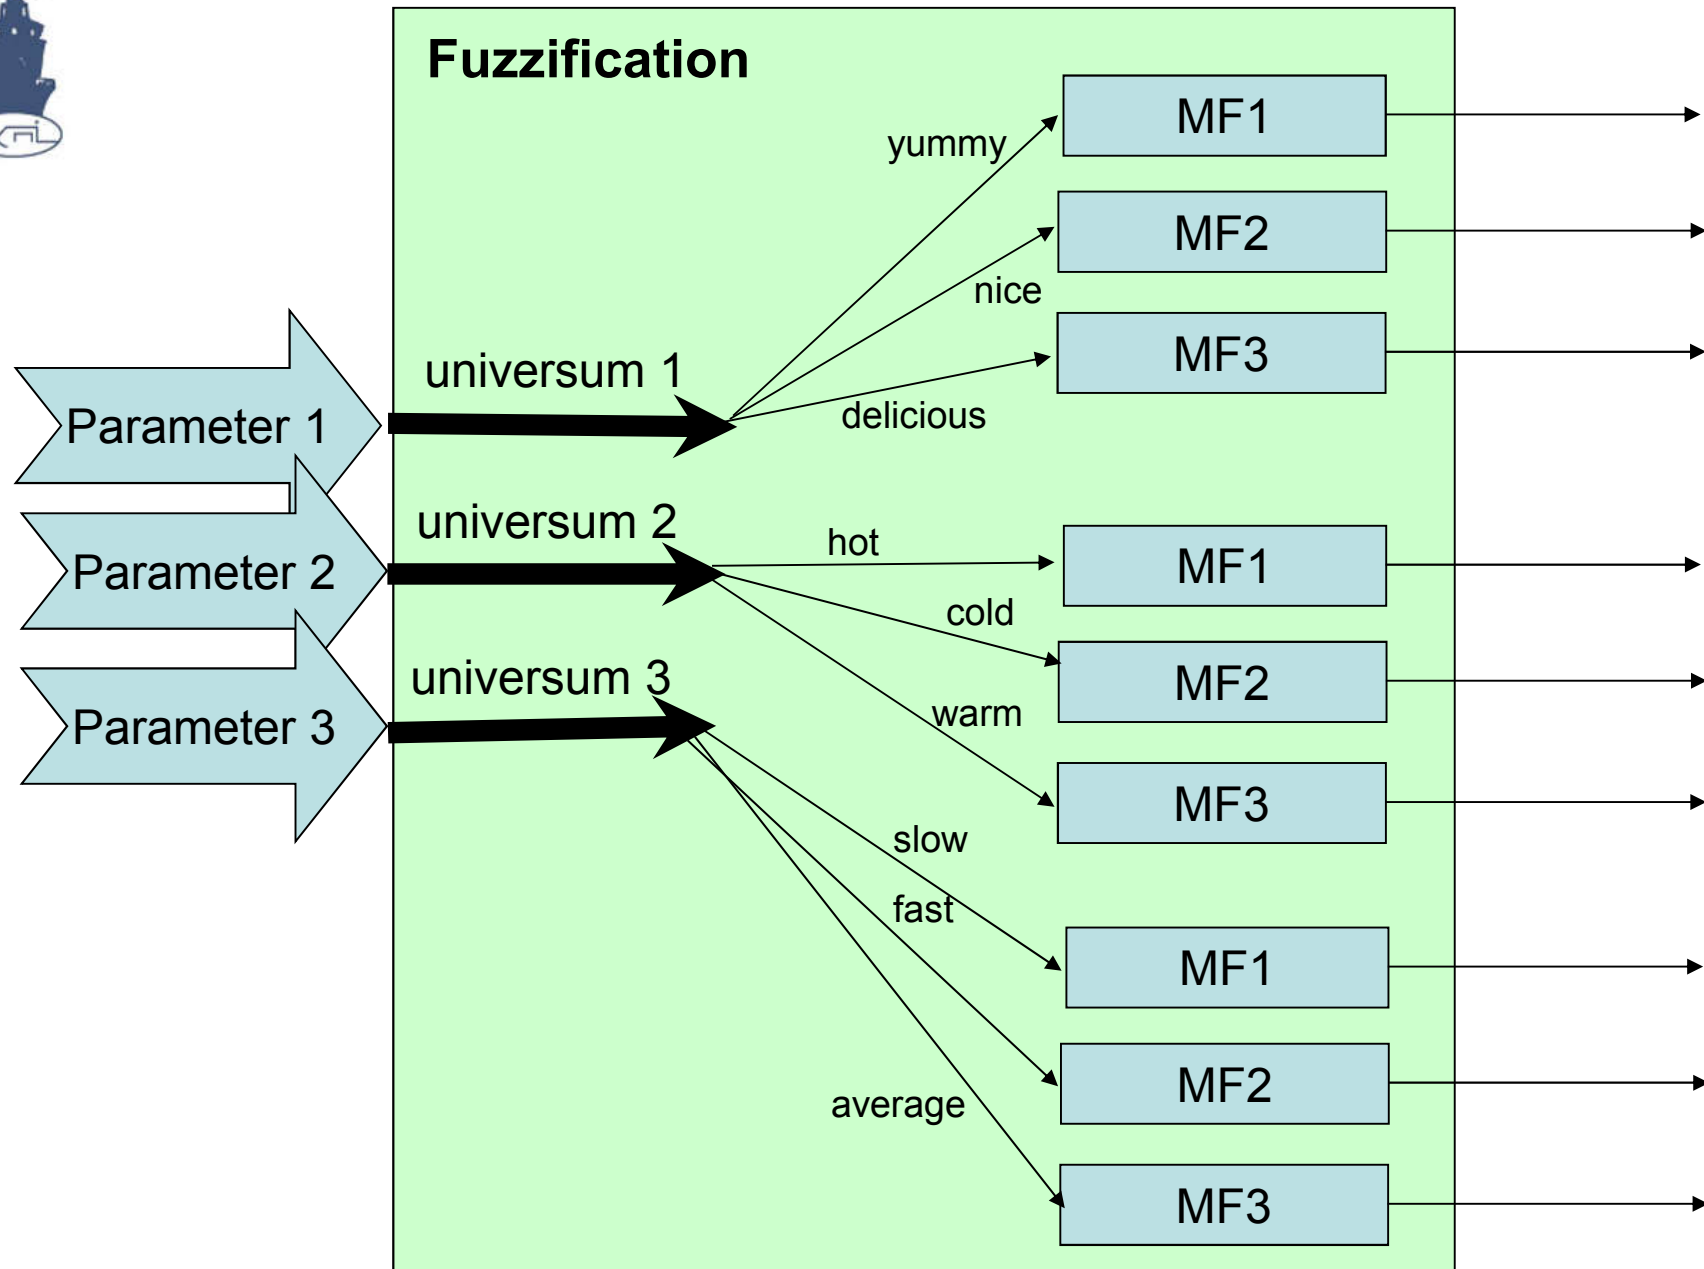 Fuzzification
yummy
MF1
MF2
nice
MF3
universum 1
delicious
Parameter 1
universum 2
hot
MF1
Parameter 2
cold
MF2
universum 3
warm
Parameter 3
MF3
slow
fast
MF1
MF2
average
MF3